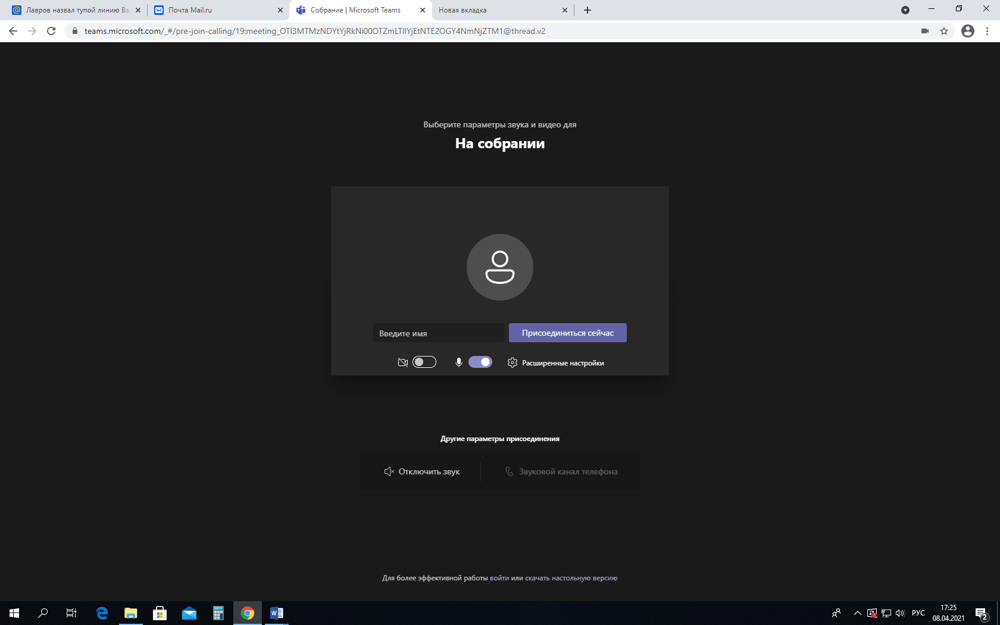 Лавров назвал тупой линию Ва
Почта Mail.ru
Собрание | Microsoft Teams
Новая вкладка
teams.microsoft.com/_#/pre-join-calling/19:meeting_OTI3MTMzNDYtYjRkNi00OTZmLTllYjEtNTE2OGY4NmNjZTM1@thread.v2
Выберите параметры звука и видео для
На собрании
Введите имя
Присоединиться сейчас
Расширенные настройки
Другие параметры присоединения
Отключить звук
Звуковой канал телефона
Для более эффективной работы войти или скачать настольную версию
РУС
17:25
08.04.2021
2